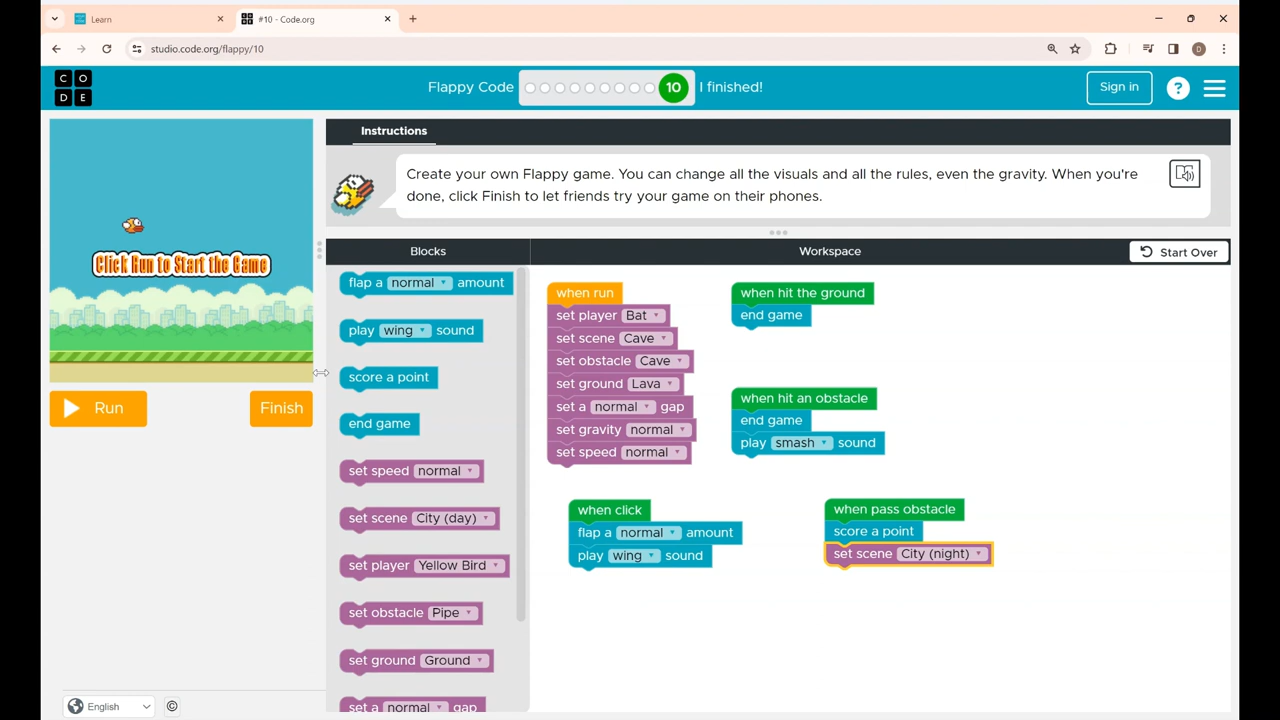 Learn
#10 - Code.org
studio.code.org/flappy/10
D
C O
D E
Flappy Code
10
I finished!
Sign in
?
Click Run to Start the Game
Run
Finish
Instructions
Create your own Flappy game. You can change all the visuals and all the rules, even the gravity. When you're
done, click Finish to let friends try your game on their phones.
Blocks
Workspace
Start Over
flap a normal amount
play wing sound
score a point
end game
set speed normal
set scene City (day)
set player Yellow Bird
set obstacle Pipe
set ground Ground
set a normal gap
when run
set player Bat
set scene Cave
set obstacle Cave
set ground Lava
set a normal gap
set gravity normal
set speed normal
when hit the ground
end game
when hit an obstacle
end game
play smash sound
when click
flap a normal amount
play wing sound
when pass obstacle
score a point
set scene City (night)
English
©